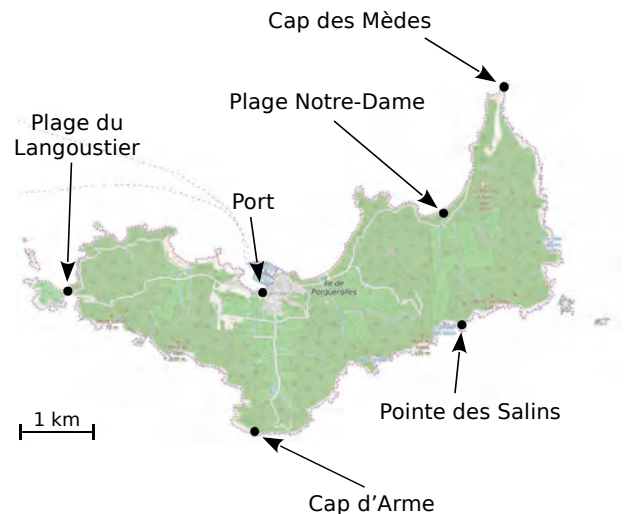 Cap des Mèdes
Plage Notre-Dame
Plage du
Langoustier
Port
Île de
Porquerolles
1 km
Pointe des Salins
Cap d’Arme